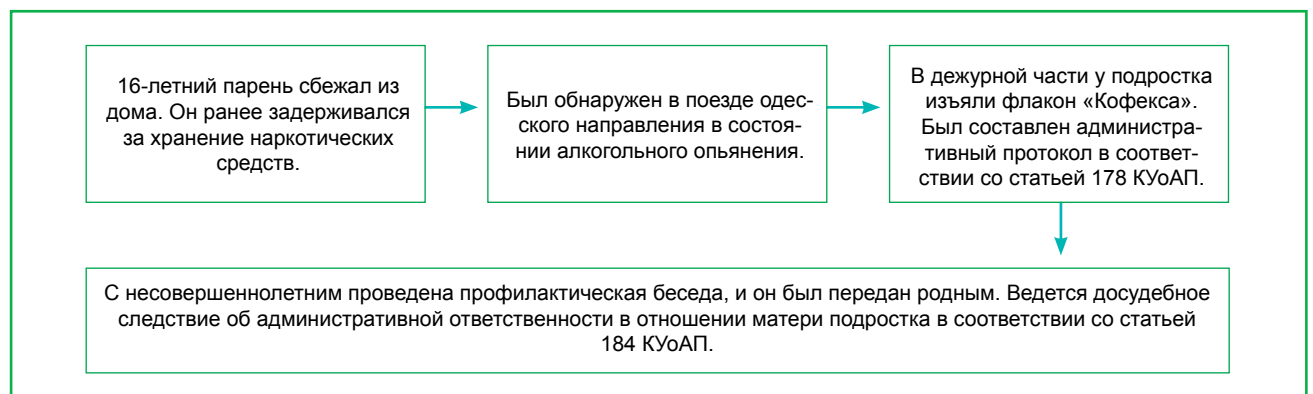 16-летний парень сбежал из
дома. Он ранее задерживался
за хранение наркотических
средств.
Был обнаружен в поезде одес-
ского направления в состоя-
нии алкогольного опьянения.
В дежурной части у подростка
изъяли флакон «Кофекса».
Был составлен администра-
тивный протокол в соответ-
ствии со статьей 178 КУоАП.
С несовершеннолетним проведена профилактическая беседа, и он был передан родным. Ведется досудебное
следствие об административной ответственности в отношении матери подростка в соответствии со статьей
184 КУоАП.